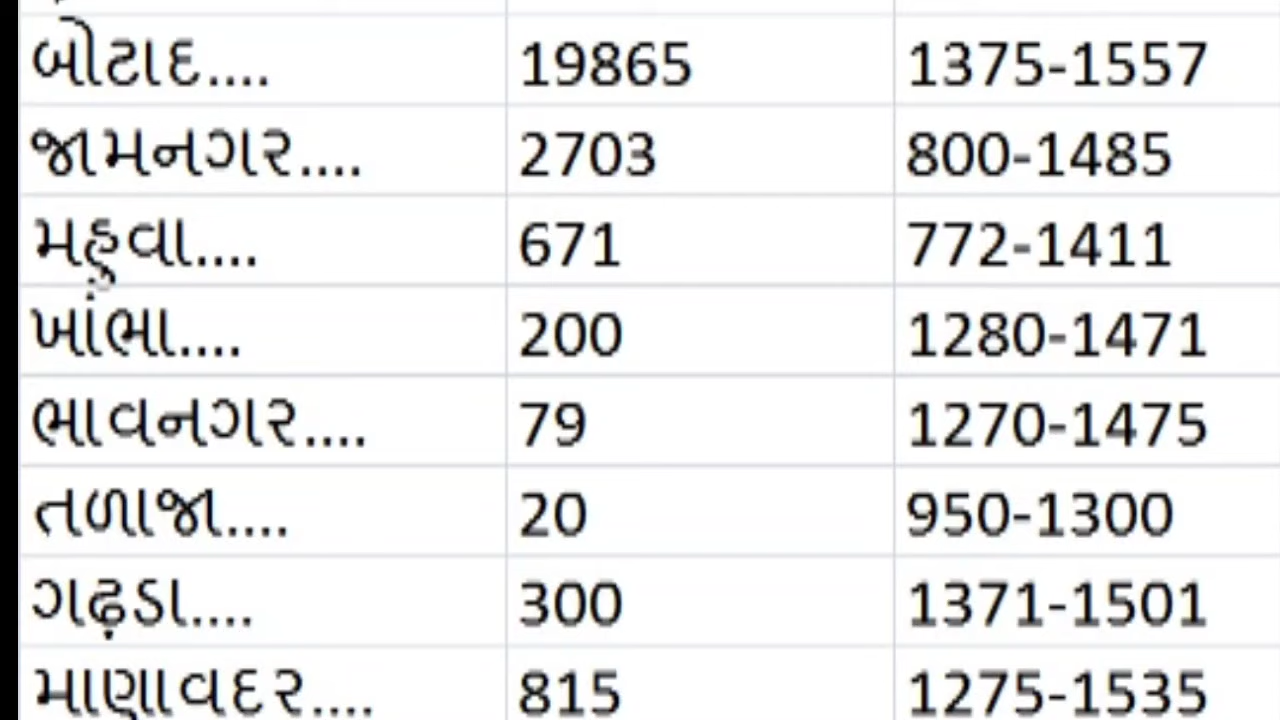 બોટાદ.... 19865 1375-1557
જામનગર.... 2703 800-1485
મહુવા.... 671 772-1411
ખાંભા.... 200 1280-1471
ભાવનગર.... 79 1270-1475
તળાજા.... 20 950-1300
ગઢડા.... 300 1371-1501
માણાવદર.... 815 1275-1535